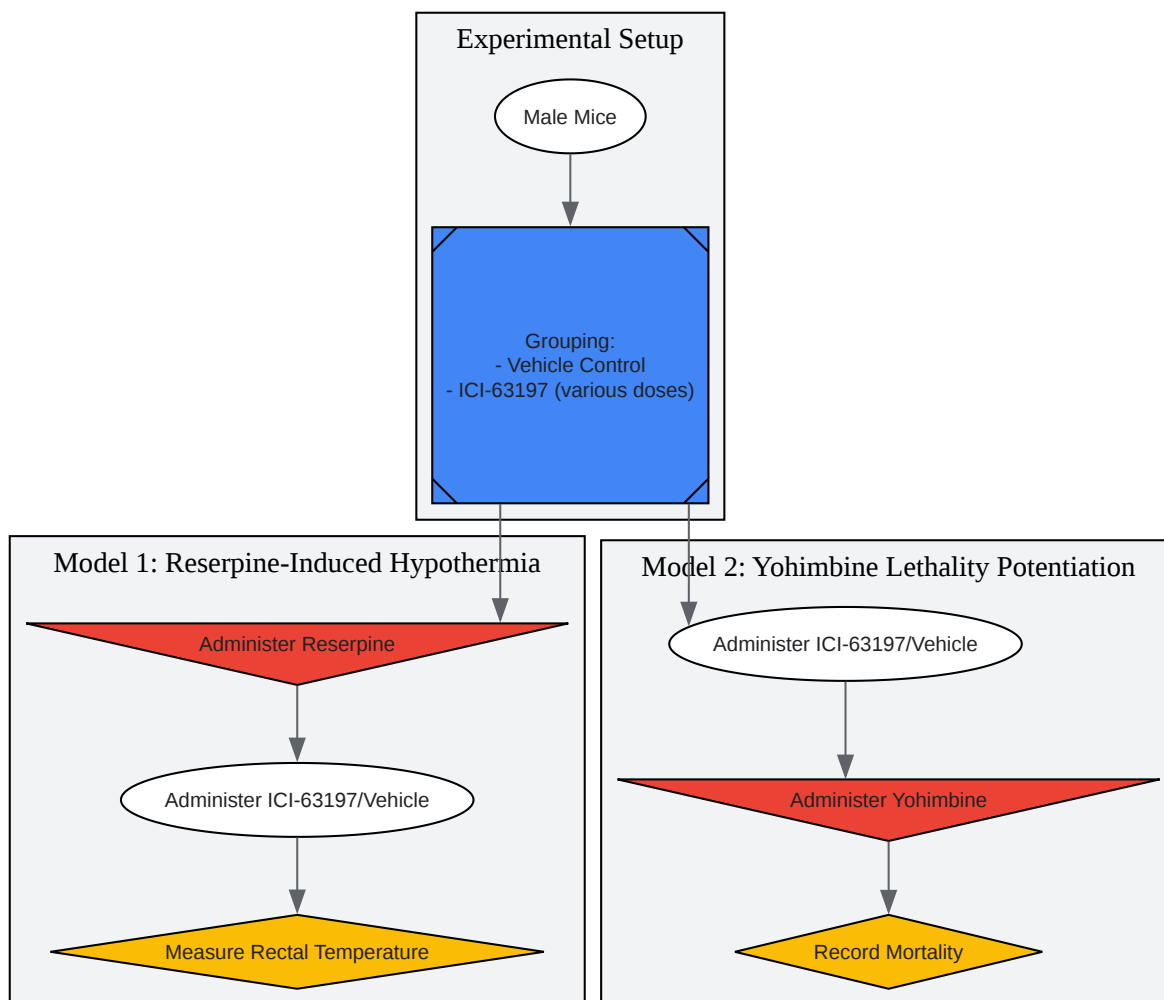 Experimental Setup
Male Mice
Grouping:
- Vehicle Control
- ICI-63197 (various doses)
Model 1: Reserpine-Induced Hypothermia
Administer Reserpine
Administer ICI-63197/Vehicle
Measure Rectal Temperature
Model 2: Yohimbine Lethality Potentiation
Administer ICI-63197/Vehicle
Administer Yohimbine
Record Mortality